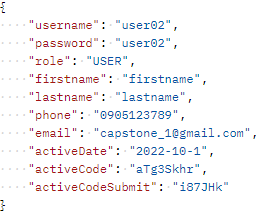 {
"username": "user02",
"password": "user02",
"role": "USER",
"firstname": "firstname",
"lastname": "lastname",
"phone": "0905123789",
"email": "capstone_1@gmail.com",
"activeDate": "2022-10-1",
"activeCode": "aTg3Skhr",
"activeCodeSubmit": "i87JHk"
}